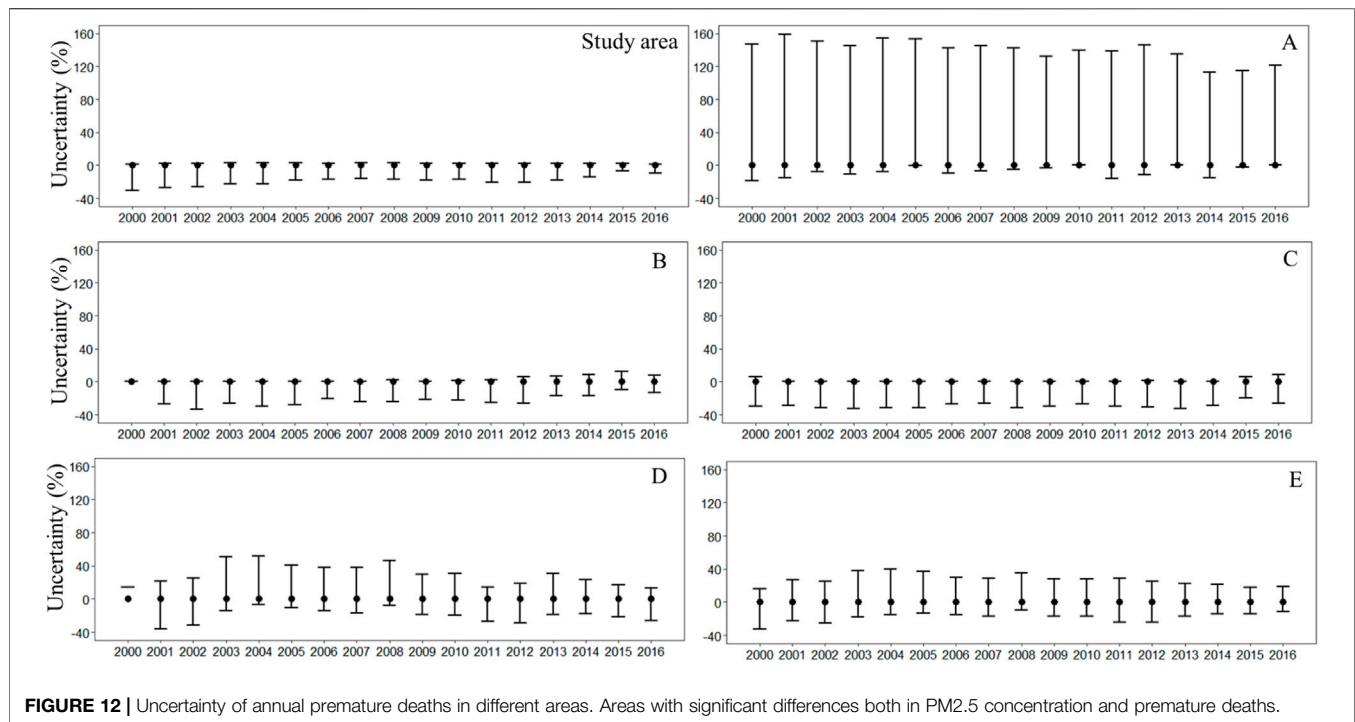 Study area
Uncertainty (%)
160
120
80
40
0
-40
2000 2001 2002 2003 2004 2005 2006 2007 2008 2009 2010 2011 2012 2013 2014 2015 2016
A
160
120
80
40
0
-40
2000 2001 2002 2003 2004 2005 2006 2007 2008 2009 2010 2011 2012 2013 2014 2015 2016
B
Uncertainty (%)
160
120
80
40
0
-40
2000 2001 2002 2003 2004 2005 2006 2007 2008 2009 2010 2011 2012 2013 2014 2015 2016
C
160
120
80
40
0
-40
2000 2001 2002 2003 2004 2005 2006 2007 2008 2009 2010 2011 2012 2013 2014 2015 2016
D
Uncertainty (%)
160
120
80
40
0
-40
2000 2001 2002 2003 2004 2005 2006 2007 2008 2009 2010 2011 2012 2013 2014 2015 2016
E
160
120
80
40
0
-40
2000 2001 2002 2003 2004 2005 2006 2007 2008 2009 2010 2011 2012 2013 2014 2015 2016
FIGURE 12 | Uncertainty of annual premature deaths in different areas. Areas with significant differences both in PM2.5 concentration and premature deaths.